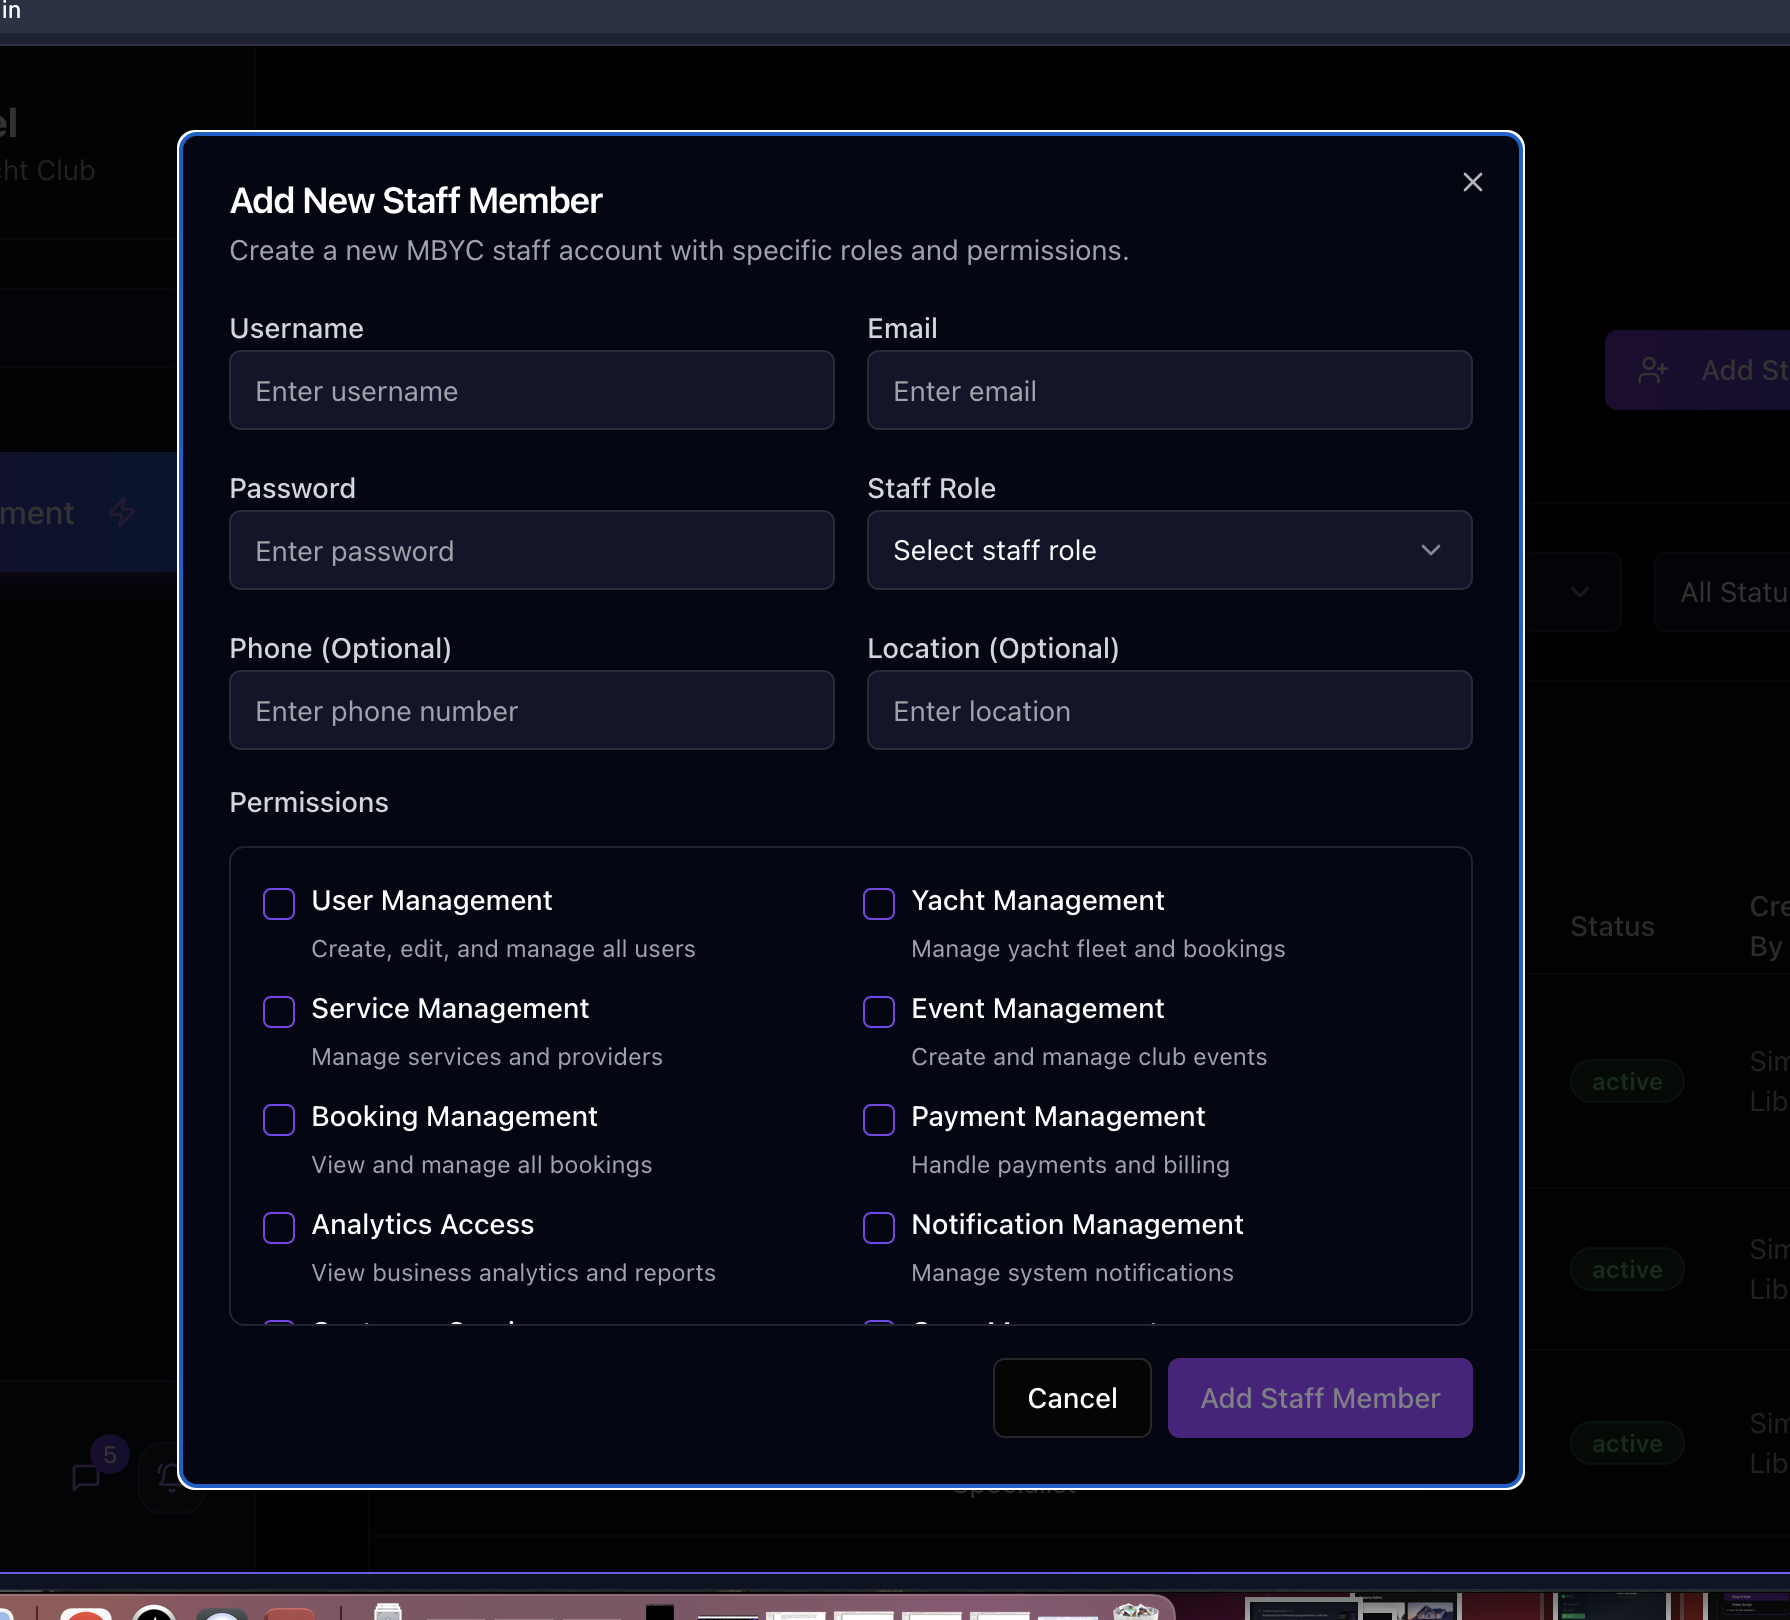 in
el
ht Club
Add New Staff Member
Create a new MBYC staff account with specific roles and permissions.
Username
Email
Enter username
Enter email
Add St
Password
Staff Role
ment
Enter password
Select staff role
All Statu
Phone (Optional)
Location (Optional)
Enter phone number
Enter location
Permissions
User Management
Create, edit, and manage all users
Yacht Management
Manage yacht fleet and bookings
Status
Cre
By
Service Management
Manage services and providers
Event Management
Create and manage club events
active
Sim
Lib
Booking Management
View and manage all bookings
Payment Management
Handle payments and billing
Analytics Access
View business analytics and reports
Notification Management
Manage system notifications
active
Sim
Lib
Cancel
Add Staff Member
active
Sim
Lib
5